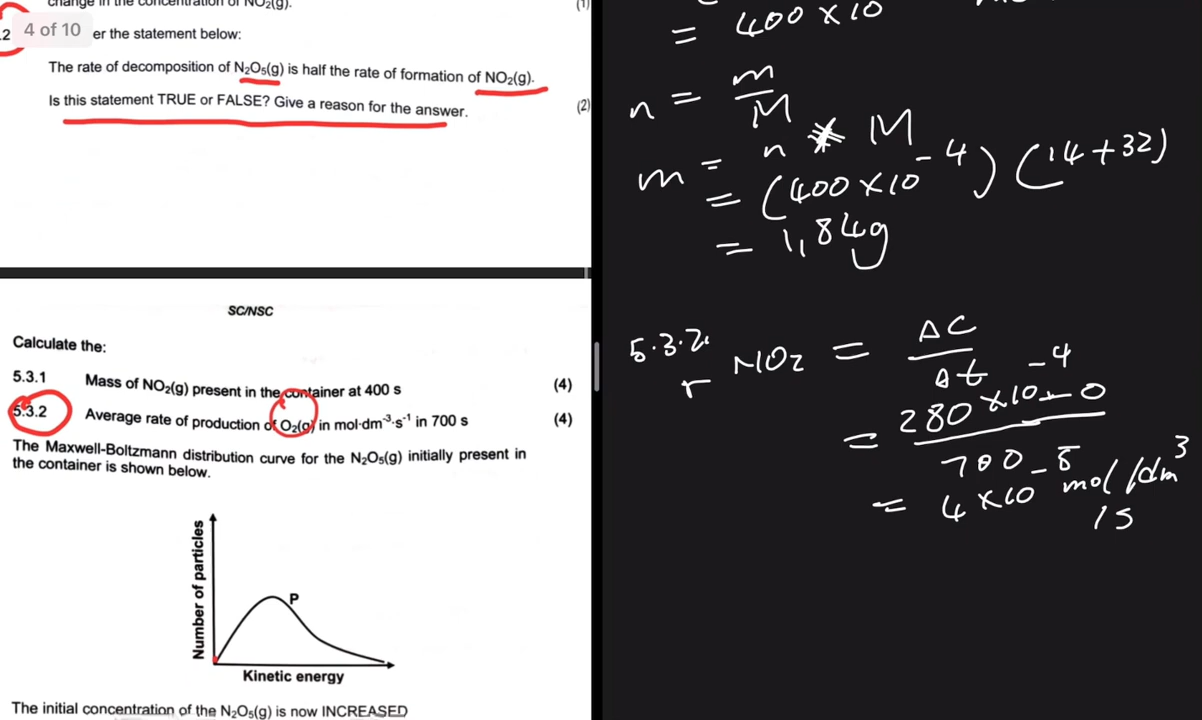 change in the concentration of NO₂(g). (1)
.2 4 of 10 er the statement below:
The rate of decomposition of N₂O₅(g) is half the rate of formation of NO₂(g).
Is this statement TRUE or FALSE? Give a reason for the answer. (2)
SC/NSC
Calculate the:
5.3.1 Mass of NO₂(g) present in the container at 400 s (4)
5.3.2 Average rate of production of O₂(g) in mol·dm⁻³·s⁻¹ in 700 s (4)
The Maxwell-Boltzmann distribution curve for the N₂O₅(g) initially present in
the container is shown below.
Number of particles
P
Kinetic energy
The initial concentration of the N₂O₅(g) is now INCREASED
= 400 × 10
n = m/M
m = n * M
= (400×10⁻⁴)(14+32)
= 1,84g
5.3.2. r NO₂ = ΔC/Δt
= 280×10⁻⁴ - 0
700
= 4×10⁻⁵ mol/dm³
/s